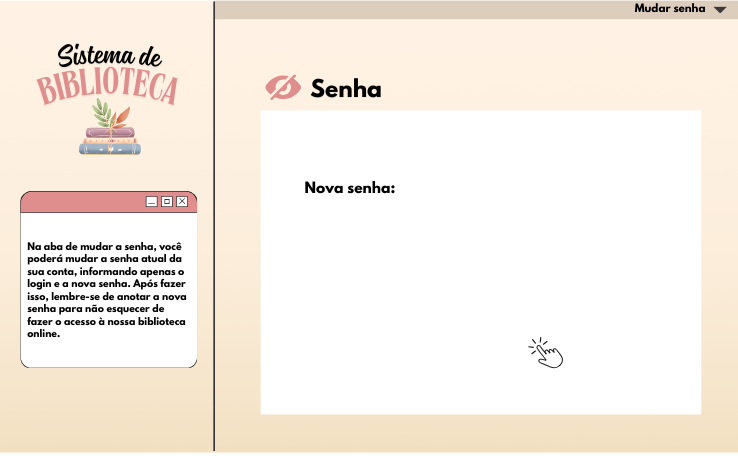 Mudar senha
Sistema de
BIBLIOTECA
Senha
Nova senha:
Na aba de mudar a senha, você
poderá mudar a senha atual da
sua conta, informando apenas o
login e a nova senha. Após fazer
isso, lembre-se de anotar a nova
senha para não esquecer de
fazer o acesso à nossa biblioteca
online.